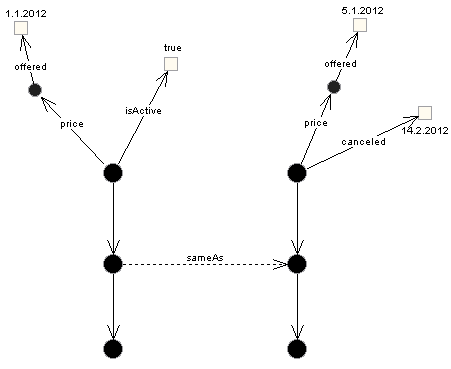 1.1.2012
5.1.2012
true
offered
offered
isActive
price
price
14.2.2012
canceled
sameAs